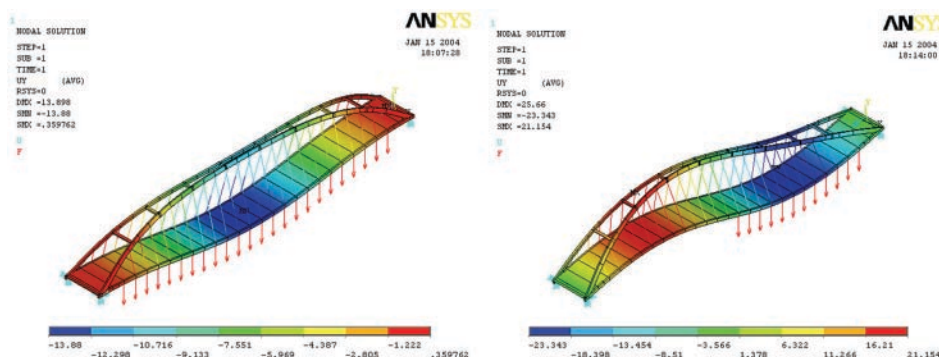 1
NODAL SOLUTION
STEP=1
SUB =1
TIME=1
UY (AVG)
RSYS=0
DMX =13.898
SMN =-13.88
SMX =.359762
U
F
ANSYS
JAN 15 2004
18:07:28
-13.88 -10.716 -7.551 -4.387 -1.222
-12.298 -9.133 -5.969 -2.805 .359762
1
NODAL SOLUTION
STEP=1
SUB =1
TIME=1
UY (AVG)
RSYS=0
DMX =25.66
SMN =-23.343
SMX =21.154
U
F
ANSYS
JAN 15 2004
18:14:00
-23.343 -13.454 -3.566 6.322 16.21
-18.398 -8.51 1.378 11.266 21.154